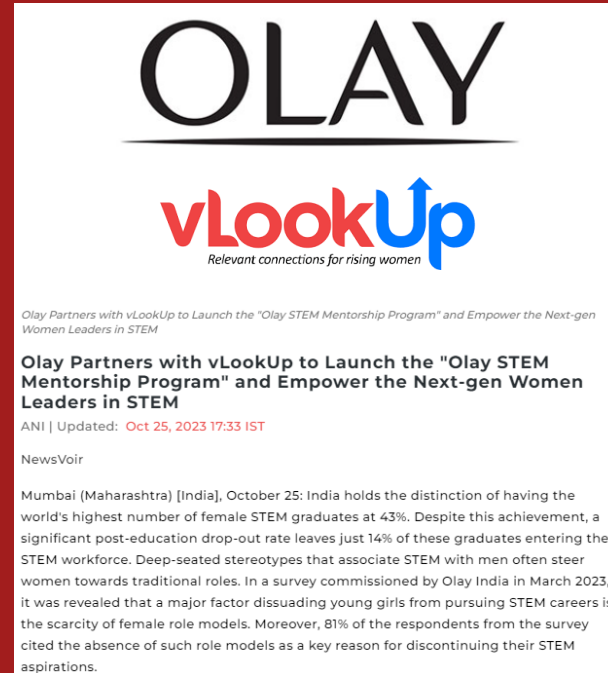 OLAY
vLookUp
Relevant connections for rising women
Olay Partners with vLookUp to Launch the "Olay STEM Mentorship Program" and Empower the Next-gen
Women Leaders in STEM
Olay Partners with vLookUp to Launch the "Olay STEM
Mentorship Program" and Empower the Next-gen Women
Leaders in STEM
ANI | Updated: Oct 25, 2023 17:33 IST
NewsVoir
Mumbai (Maharashtra) [India], October 25: India holds the distinction of having the
world's highest number of female STEM graduates at 43%. Despite this achievement, a
significant post-education drop-out rate leaves just 14% of these graduates entering the
STEM workforce. Deep-seated stereotypes that associate STEM with men often steer
women towards traditional roles. In a survey commissioned by Olay India in March 2023,
it was revealed that a major factor dissuading young girls from pursuing STEM careers is
the scarcity of female role models. Moreover, 81% of the respondents from the survey
cited the absence of such role models as a key reason for discontinuing their STEM
aspirations.